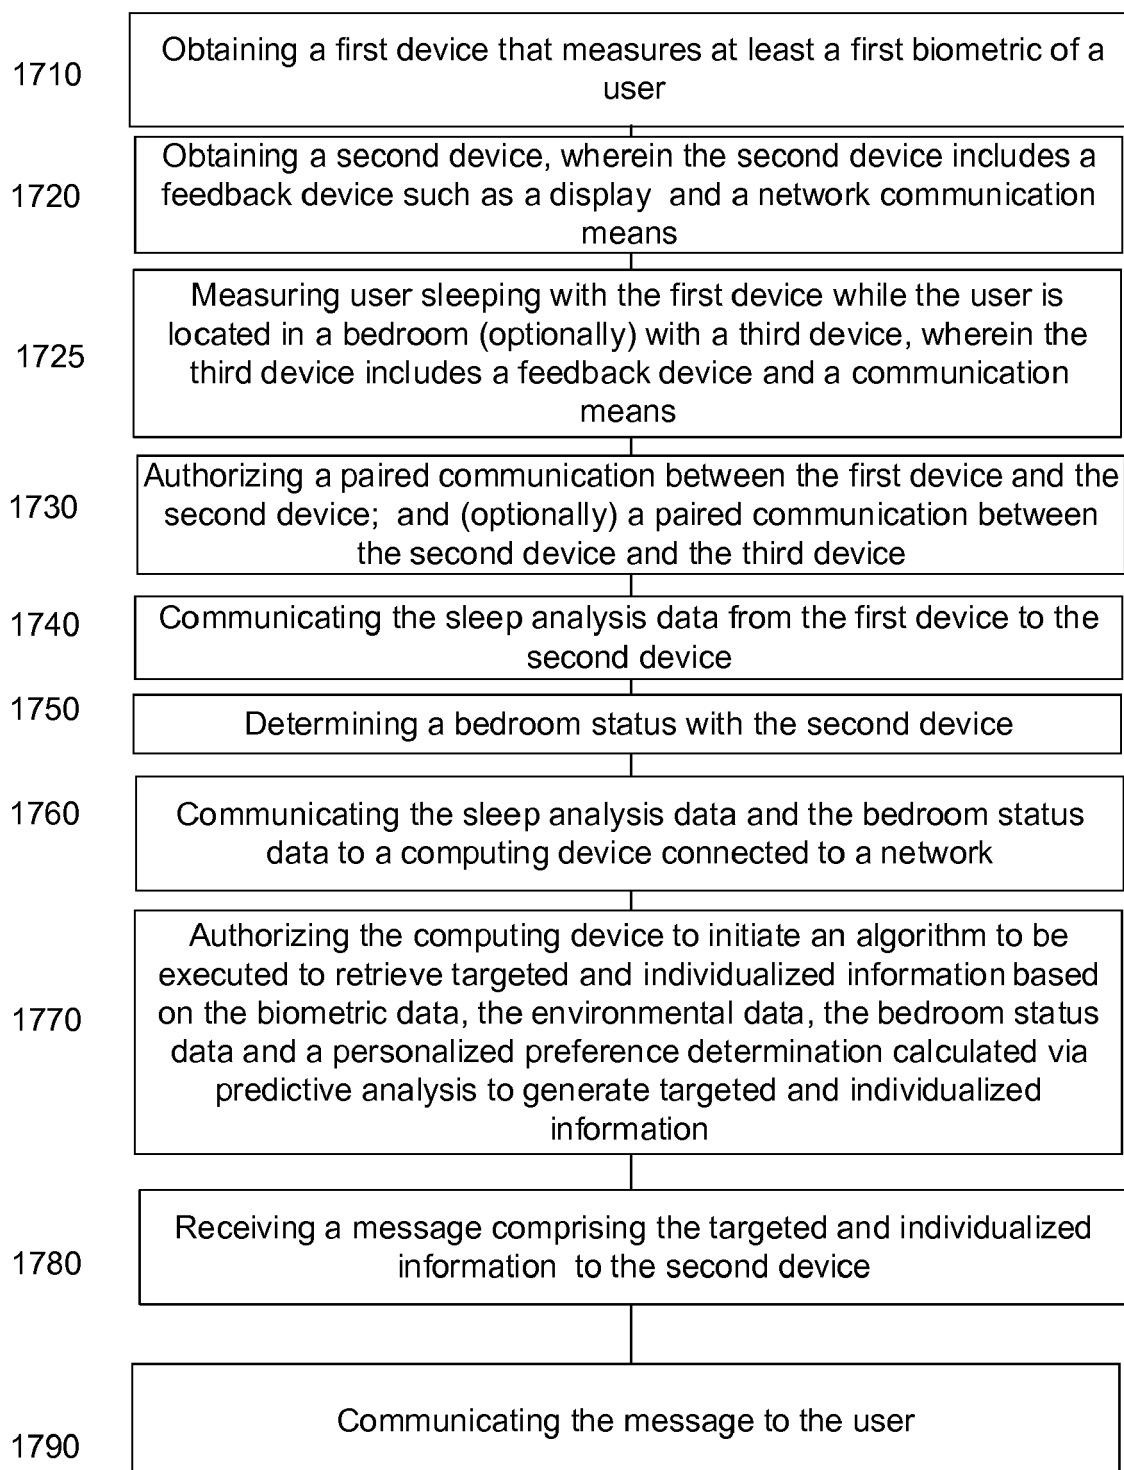 1710
Obtaining a first device that measures at least a first biometric of a
user
1720
Obtaining a second device, wherein the second device includes a
feedback device such as a display and a network communication
means
1725
Measuring user sleeping with the first device while the user is
located in a bedroom (optionally) with a third device, wherein the
third device includes a feedback device and a communication
means
1730
Authorizing a paired communication between the first device and the
second device; and (optionally) a paired communication between
the second device and the third device
1740
Communicating the sleep analysis data from the first device to the
second device
1750
Determining a bedroom status with the second device
1760
Communicating the sleep analysis data and the bedroom status
data to a computing device connected to a network
1770
Authorizing the computing device to initiate an algorithm to be
executed to retrieve targeted and individualized information based
on the biometric data, the environmental data, the bedroom status
data and a personalized preference determination calculated via
predictive analysis to generate targeted and individualized
information
1780
Receiving a message comprising the targeted and individualized
information to the second device
1790
Communicating the message to the user